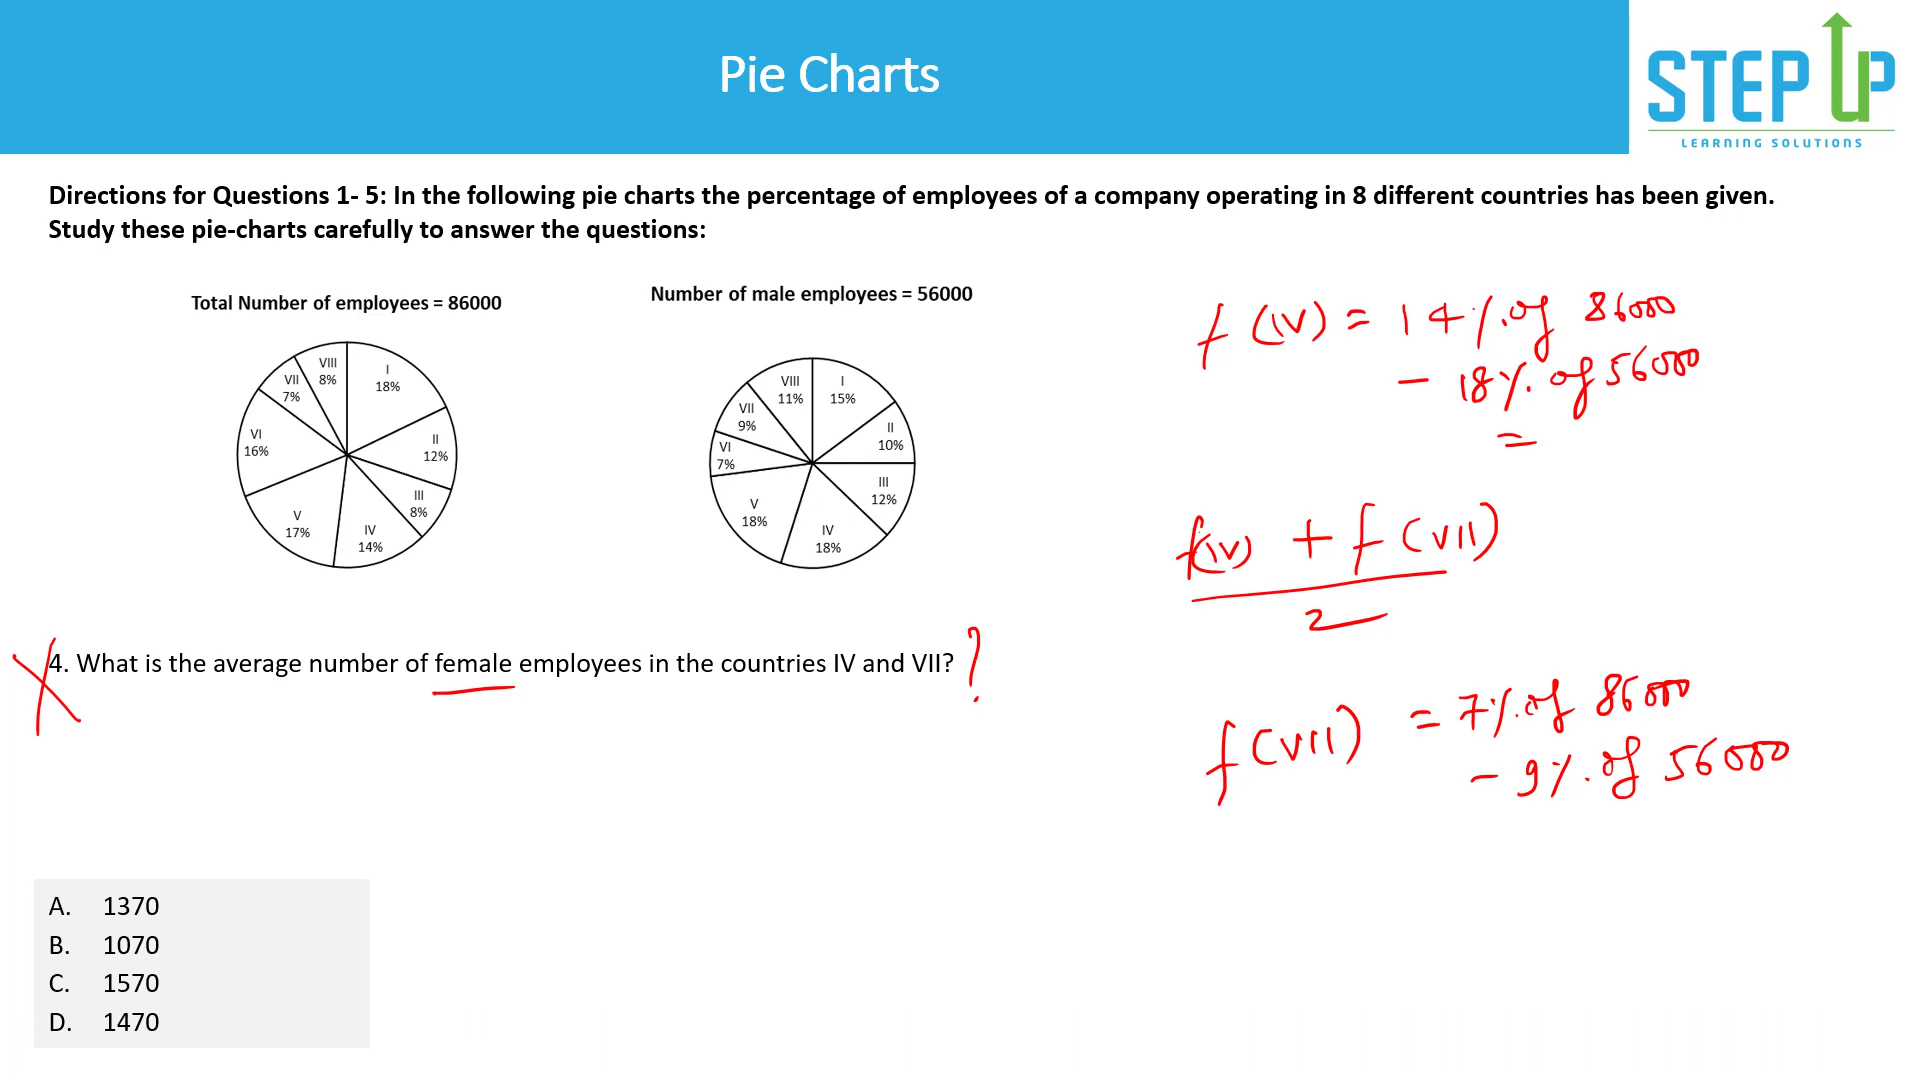 Pie Charts
STEP UP
LEARNING SOLUTIONS
Directions for Questions 1- 5: In the following pie charts the percentage of employees of a company operating in 8 different countries has been given.
Study these pie-charts carefully to answer the questions:
Total Number of employees = 86000
I
18%
II
12%
III
8%
IV
14%
V
17%
VI
16%
VII
7%
VIII
8%
Number of male employees = 56000
I
15%
II
10%
III
12%
IV
18%
V
18%
VI
7%
VII
9%
VIII
11%
f (IV) = 14%. of 86000
- 18%. of 56000
=
f(IV) + f (VII)
2
4. What is the average number of female employees in the countries IV and VII?
?
f (VII) = 7%. of 86000
- 9%. of 56000
A. 1370
B. 1070
C. 1570
D. 1470